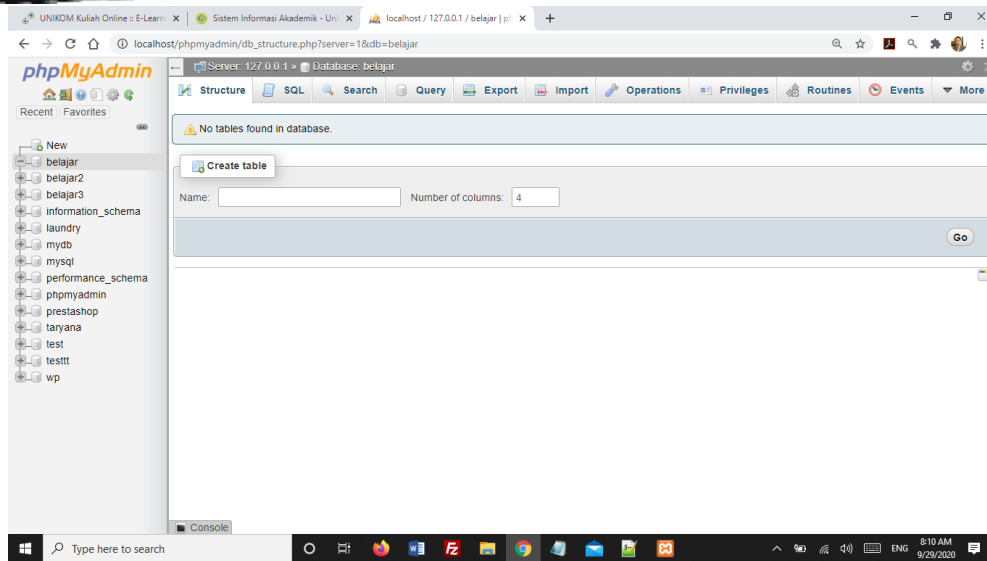 UNIKOM Kuliah Online :: E-Learn
Sistem Informasi Akademik - Uni
localhost / 127.0.0.1 / belajar | ph
localhost/phpmyadmin/db_structure.php?server=1&db=belajar
phpMyAdmin
Recent Favorites
New
belajar
belajar2
belajar3
information_schema
laundry
mydb
mysql
performance_schema
phpmyadmin
prestashop
taryana
test
testtt
wp
Server: 127.0.0.1 » Database: belajar
Structure SQL Search Query Export Import Operations Privileges Routines Events More
No tables found in database.
Create table
Name: Number of columns: 4
Go
Console
Type here to search
ENG
8:10 AM
9/29/2020